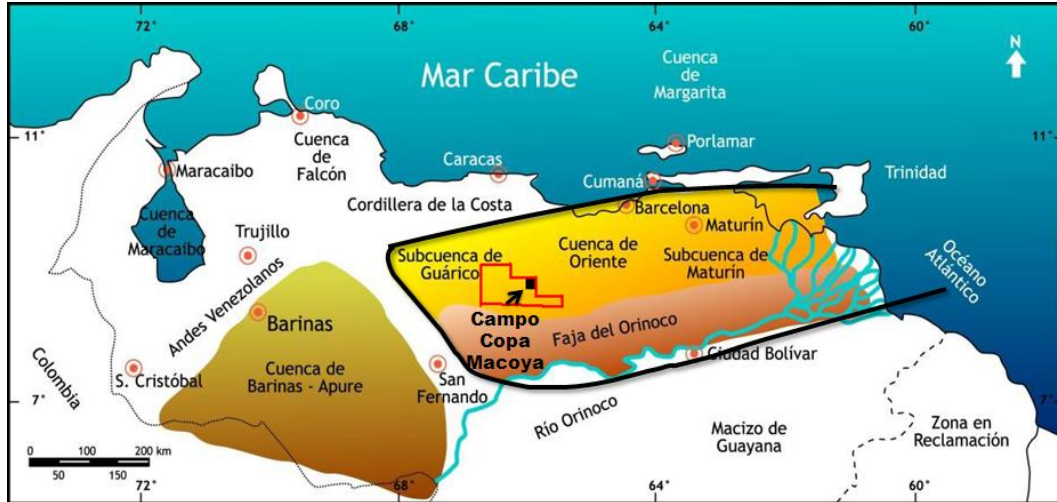 72°
68°
64°
60°
Mar Caribe
Cuenca
de
Margarita
N
Coro
11°
11°
Cuenca
de
Falcón
Porlamar
Maracaibo
Caracas
Cumaná
Trinidad
Cordillera de la Costa
Barcelona
Cuenca
de
Maracaibo
Trujillo
Maturín
Subcuenca de
Guárico
Cuenca de
Oriente
Subcuenca de
Maturín
Océano
Atlántico
Andes Venezolanos
Barinas
Campo
Copa
Macoya
Faja del Orinoco
Colombia
S. Cristóbal
Cuenca de
Barinas - Apure
San
Fernando
Ciudad Bolívar
7°
7°
Río Orinoco
Macizo de
Guayana
Zona en
Reclamación
0
100
200 km
50
150
72°
68°
64°
60°